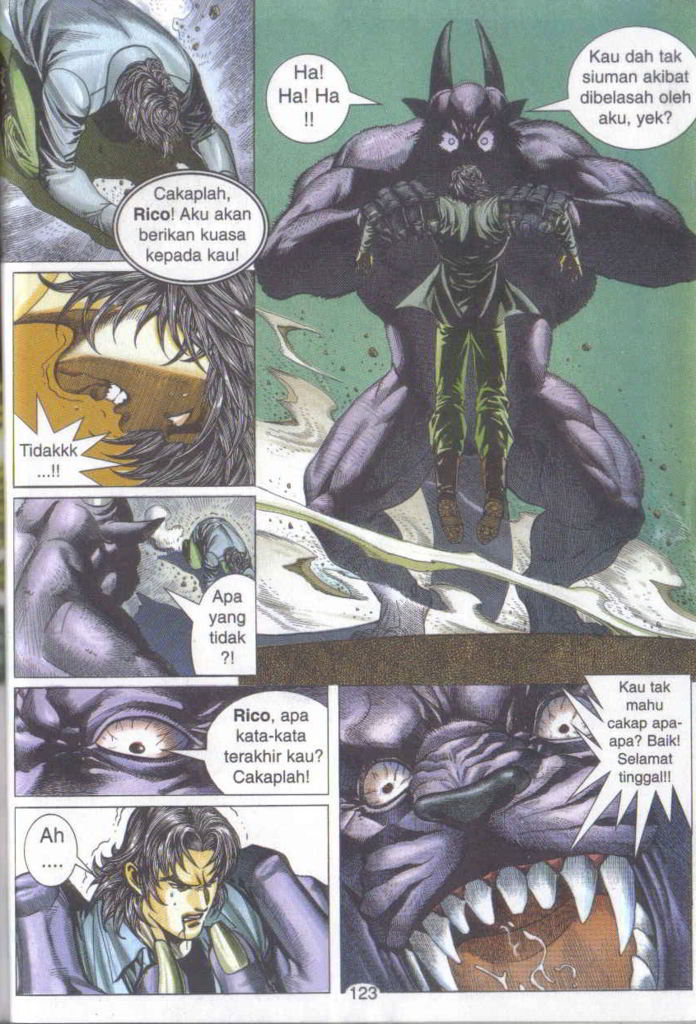 Cakaplah,
Rico! Aku akan
berikan kuasa
kepada kau!
Ha!
Ha! Ha
!!
Kau dah tak
siuman akibat
dibelasah oleh
aku, yek?
Tidakkk
...!!
Apa
yang
tidak
?!
Rico, apa
kata-kata
terakhir kau?
Cakaplah!
Ah
....
Kau tak
mahu
cakap apa-
apa? Baik!
Selamat
tinggal!!
123